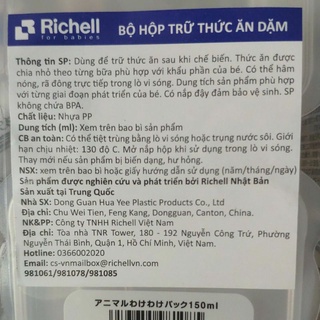 Richell
for babies
BỘ HỘP TRỮ THỨC ĂN DẶM
Thông tin SP: Dùng để trữ thức ăn sau khi chế biến. Thức ăn được
chia nhỏ theo từng bữa phù hợp với khẩu phần của bé. Có thể hâm
nóng, rã đông trực tiếp trong lò vi sóng. Dung tích đa dạng phù hợp
với từng giai đoạn phát triển của bé. Có nắp đậy đảm bảo vệ sinh. SP
không chứa BPA.
Chất liệu: Nhựa PP
Dung tích (ml): Xem trên bao bì sản phẩm
CB an toàn: Có thể tiệt trùng bằng lò vi sóng hoặc trong nước sôi. Giới
hạn chịu nhiệt: 130 độ C. Mở nắp hộp khi sử dụng trong lò vi sóng.
Thay mới nếu sản phẩm bị biến dạng, hư hỏng.
NSX: xem trên bao bì hoặc giấy hướng dẫn sử dụng (năm/tháng/ngày)
Sản phẩm được nghiên cứu và phát triển bởi Richell Nhật Bản
Sản xuất tại Trung Quốc
Nhà SX: Dong Guan Hua Yee Plastic Products Co.,Ltd
Địa chỉ: Chu Wei Tien, Feng Kang, Dongguan, Canton, China.
NK&PP: Công ty TNHH Richell Việt Nam
Địa chỉ: Tòa nhà TNR Tower, 180 - 192 Nguyễn Công Trứ, Phường
Nguyễn Thái Bình, Quận 1, Hồ Chí Minh, Việt Nam
Hotline: 0366002020
Email: cs-vnmailbox@richellvn.com
981061/981078/981085
アニマルわけわけパック150ml